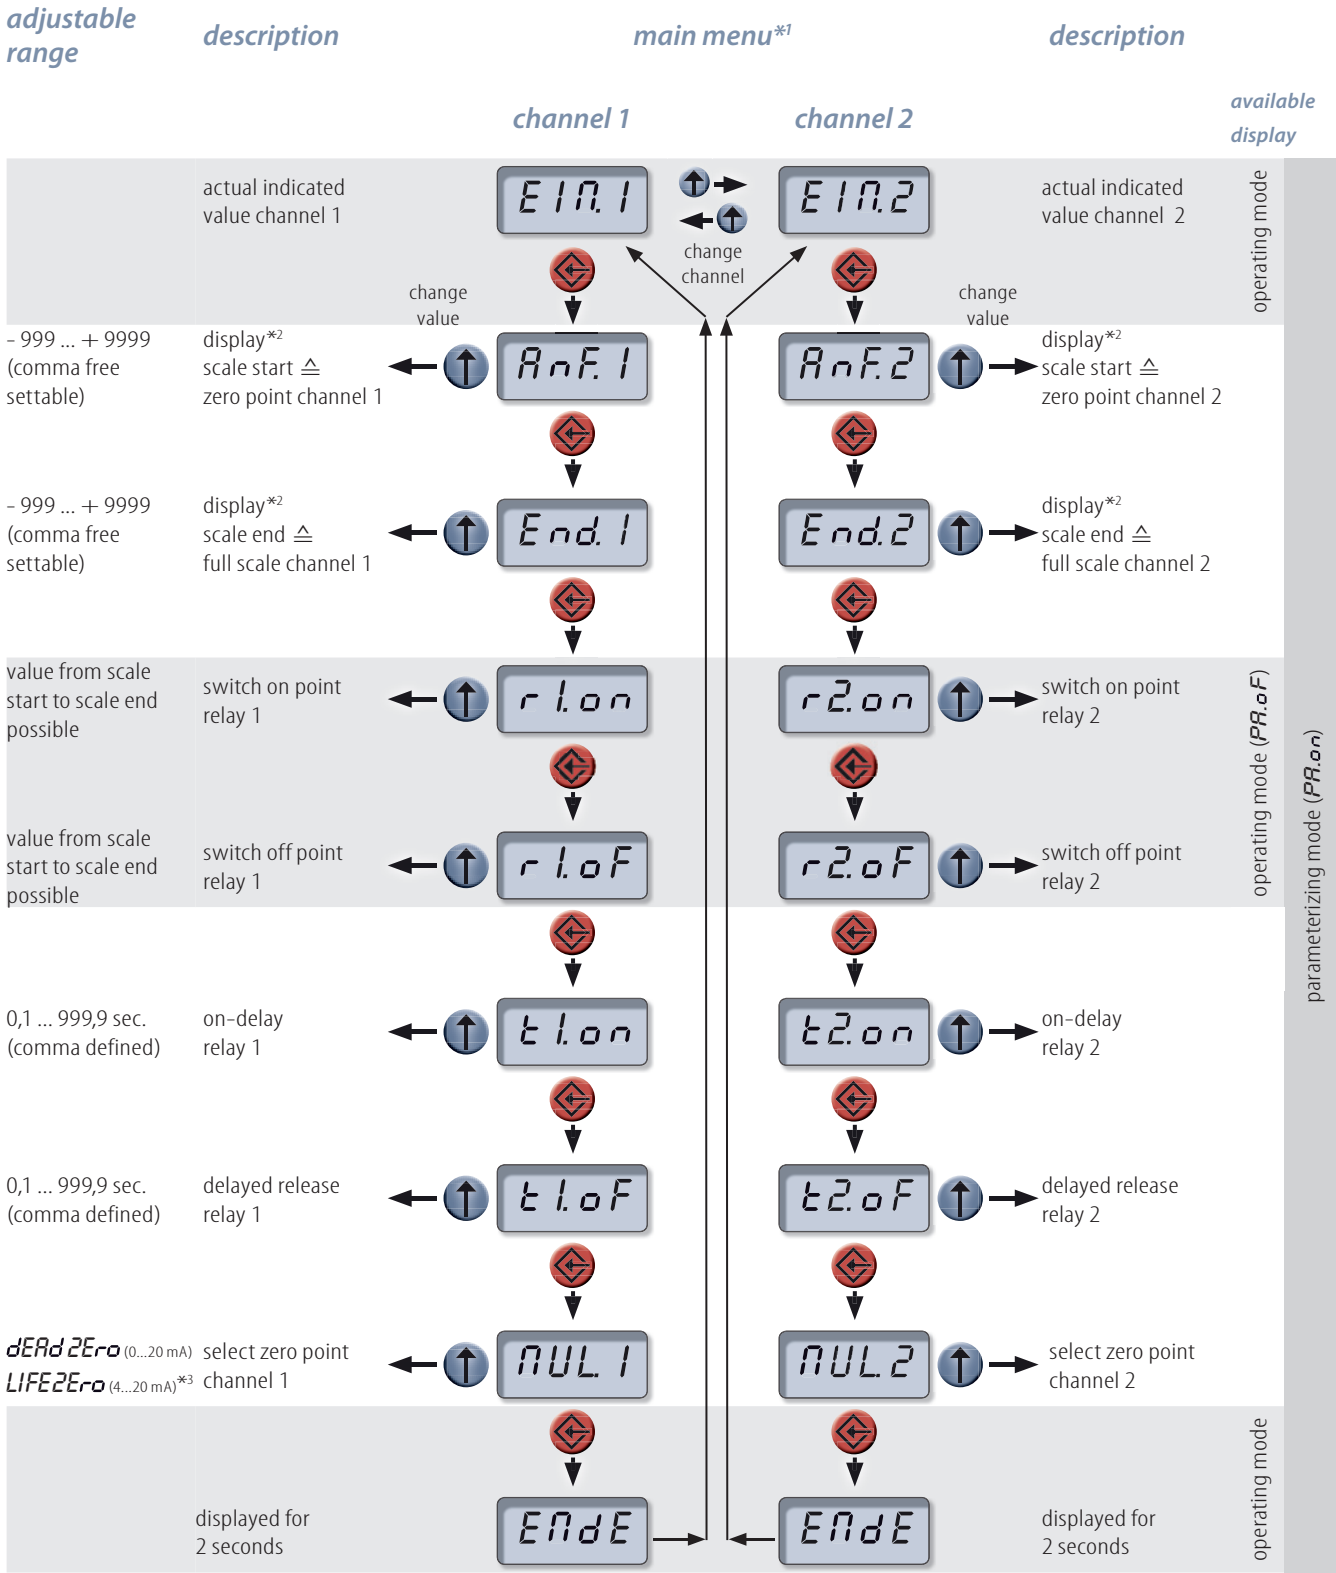 adjustable
range
description
main menu*1
description
channel 1
channel 2
available
display
actual indicated
value channel 1
E1N.1
E1N.2
actual indicated
value channel 2
operating mode
change
channel
change
value
change
value
- 999 ... + 9999
(comma free
settable)
display*2
scale start ≙
zero point channel 1
AnF.1
AnF.2
display*2
scale start ≙
zero point channel 2
- 999 ... + 9999
(comma free
settable)
display*2
scale end ≙
full scale channel 1
End.1
End.2
display*2
scale end ≙
full scale channel 2
value from scale
start to scale end
possible
switch on point
relay 1
r1.on
r2.on
switch on point
relay 2
operating mode (PA.oF)
parameterizing mode (PA.on)
value from scale
start to scale end
possible
switch off point
relay 1
r1.oF
r2.oF
switch off point
relay 2
0,1 ... 999,9 sec.
(comma defined)
on-delay
relay 1
t1.on
t2.on
on-delay
relay 2
0,1 ... 999,9 sec.
(comma defined)
delayed release
relay 1
t1.oF
t2.oF
delayed release
relay 2
dEAd ZEro (0...20 mA)
LIFE ZEro (4...20 mA)*3
select zero point
channel 1
NUL.1
NUL.2
select zero point
channel 2
displayed for
2 seconds
ENdE
ENdE
displayed for
2 seconds
operating mode